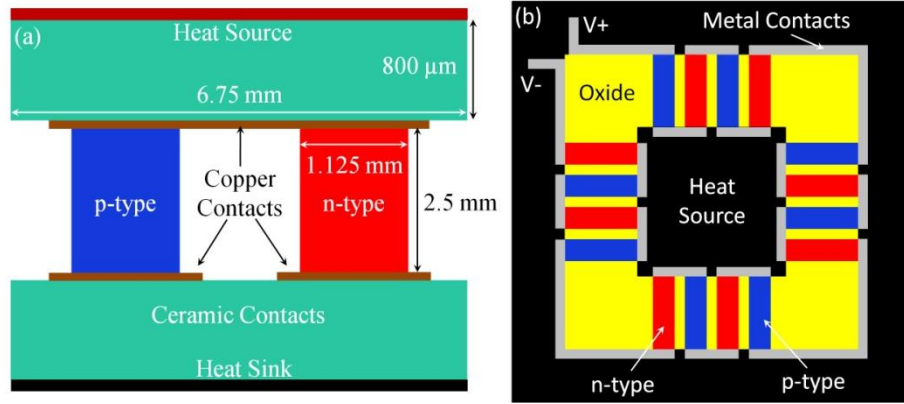 (a)
Heat Source
800 µm
6.75 mm
p-type
Copper
Contacts
1.125 mm
n-type
2.5 mm
Ceramic Contacts
Heat Sink
(b)
V+
V-
Metal Contacts
Oxide
Heat
Source
n-type
p-type